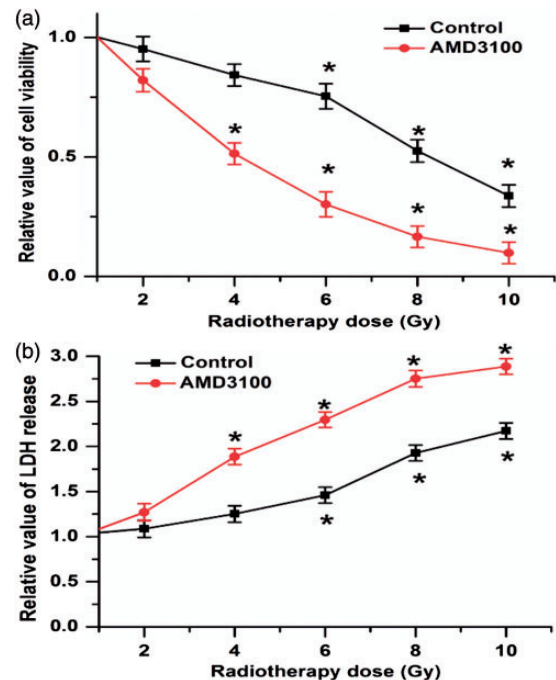 (a)
Control
AMD3100
Relative value of cell viability
1.0
0.5
0.0
*
*
*
*
*
*
*
2 4 6 8 10
Radiotherapy dose (Gy)
(b)
Control
AMD3100
Relative value of LDH release
3.0
2.5
2.0
1.5
1.0
0.5
0.0
*
*
*
*
*
*
*
2 4 6 8 10
Radiotherapy dose (Gy)